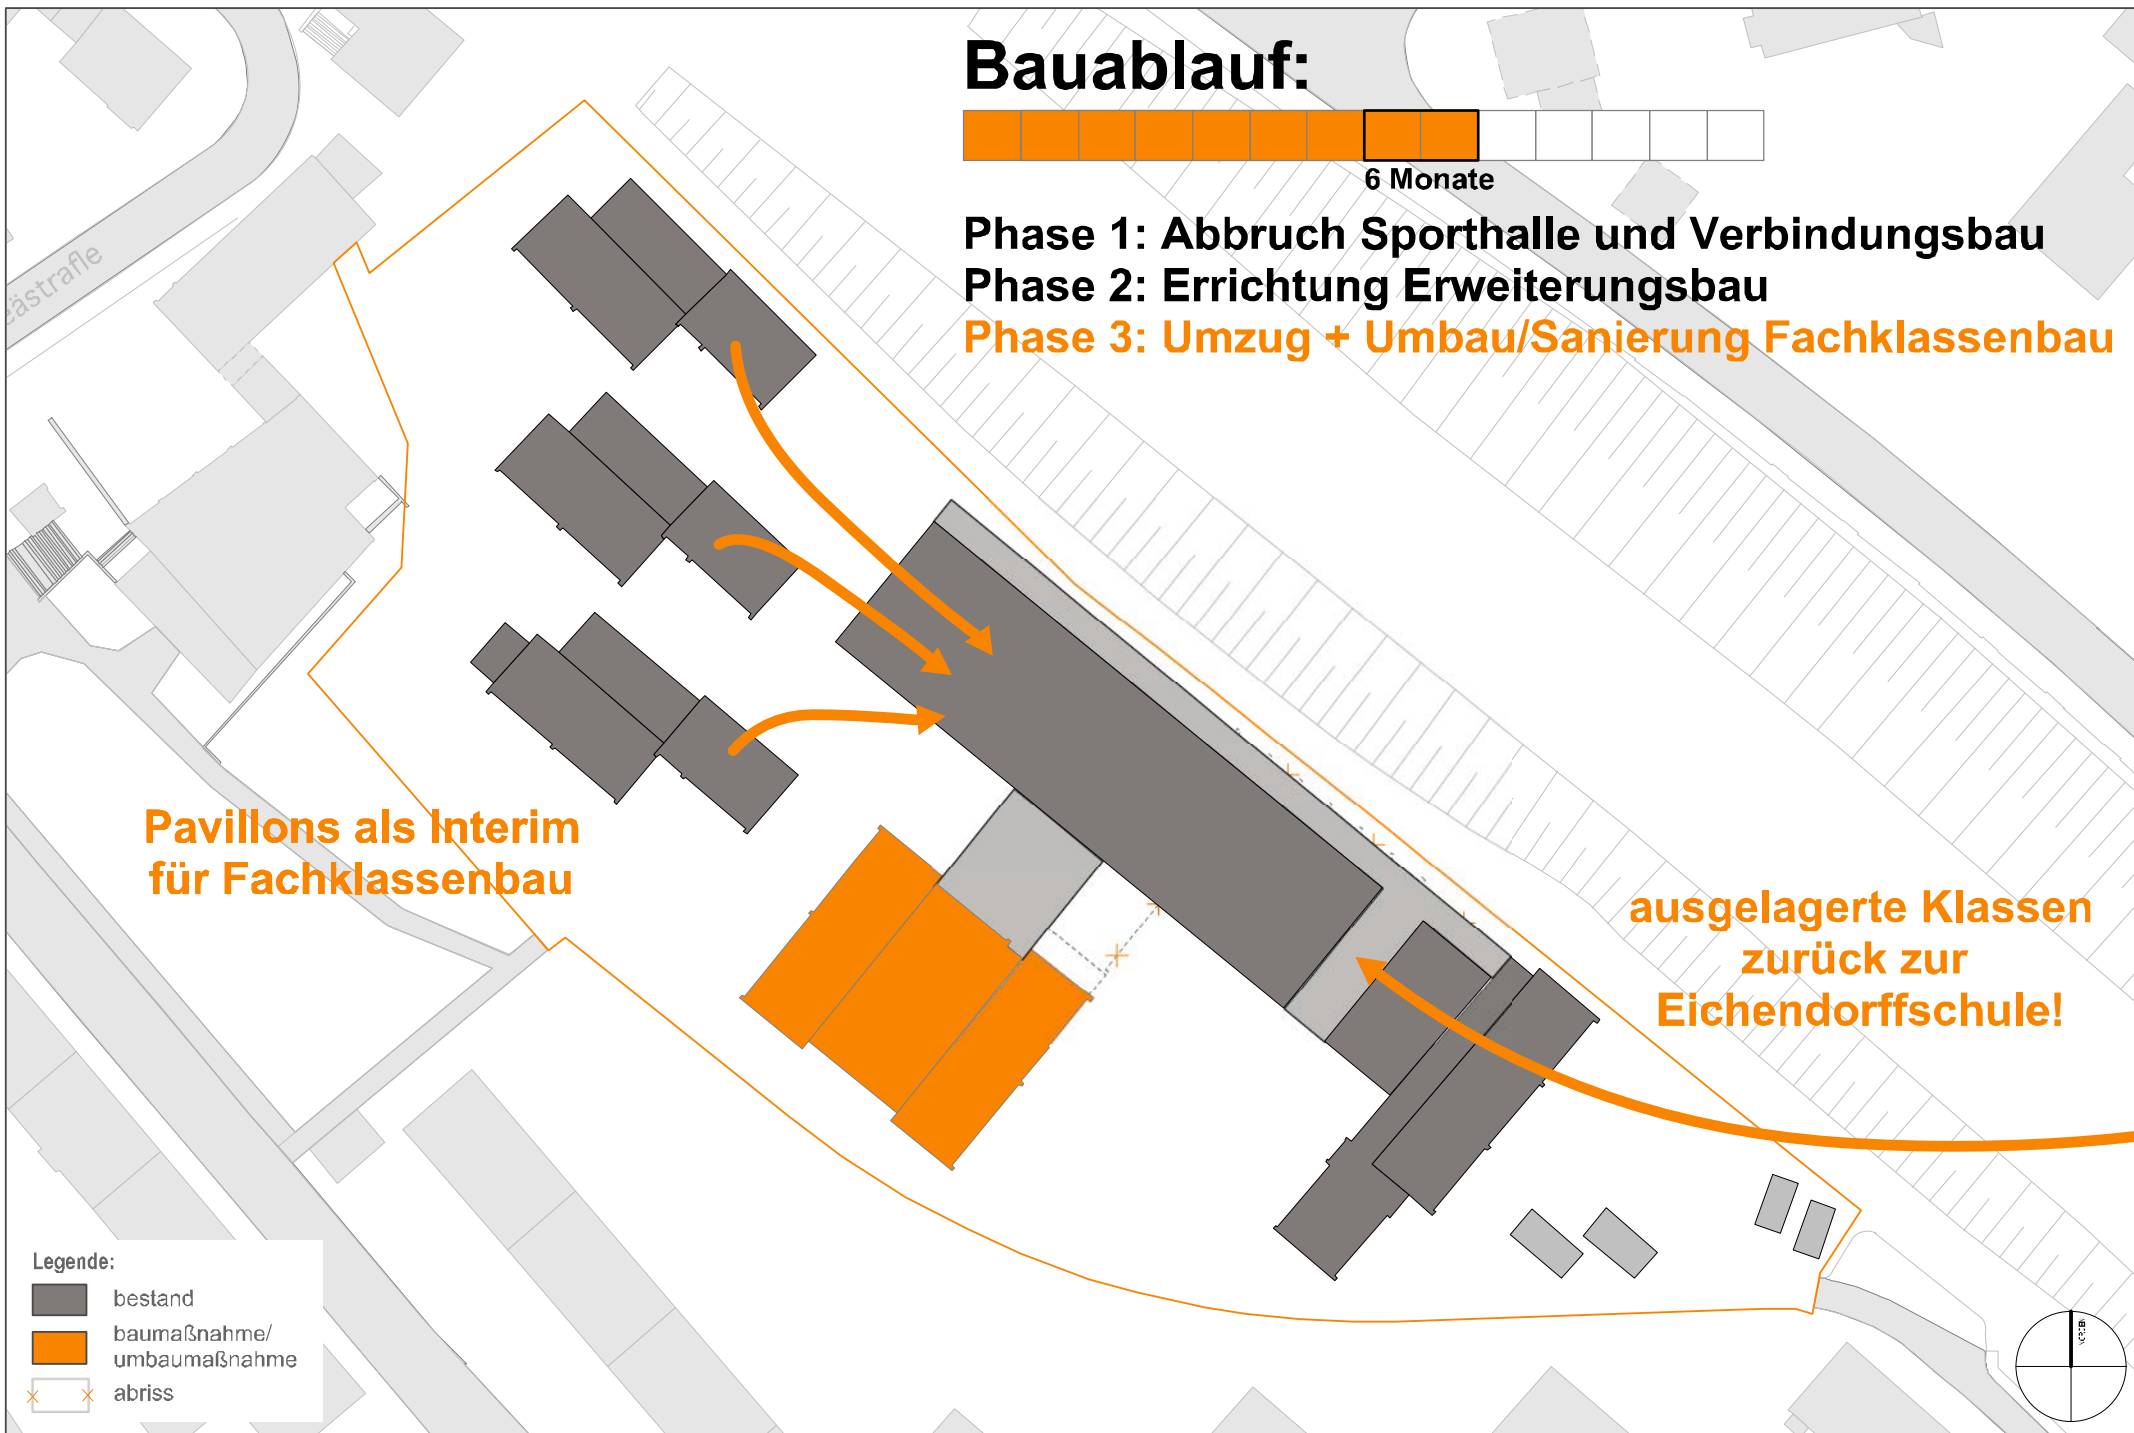 Bauablauf:
6 Monate
Phase 1: Abbruch Sporthalle und Verbindungsbau
Phase 2: Errichtung Erweiterungsbau
Phase 3: Umzug + Umbau/Sanierung Fachklassenbau
Pavillons als Interim
für Fachklassenbau
ausgelagerte Klassen
zurück zur
Eichendorffschule!
Legende:
bestand
baumaßnahme/
umbaumaßnahme
abriss